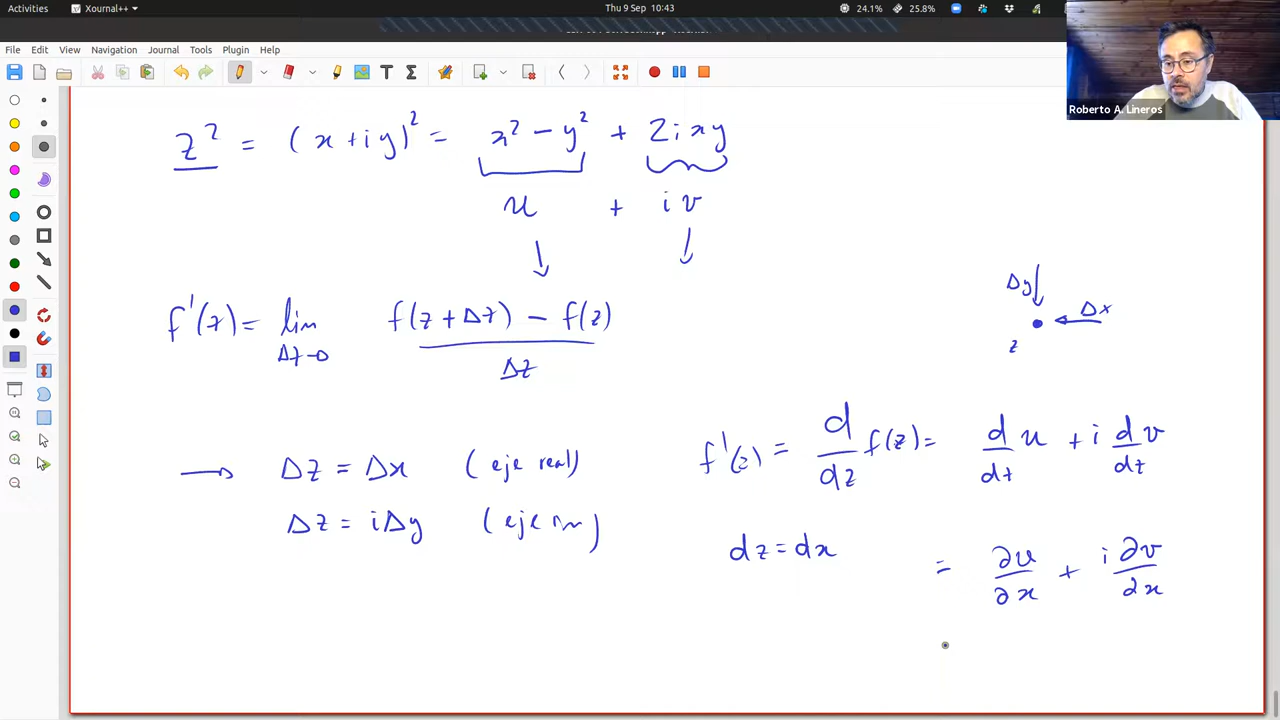 Activities Xournal++ Thu 9 Sep 10:43 24.1% 25.8%
File Edit View Navigation Journal Tools Plugin Help
Roberto A. Lineros
z² = (x+iy)² = x² − y² + 2ixy
u + iv
f'(z) = lim f(z+Δz) − f(z)
Δz→0 Δz
Δy
Δx
z
→ Δz = Δx (eje real)
Δz = iΔy (eje im)
f'(z) = d/dz f(z) = d/dz u + i d/dz v
dz = dx = ∂u/∂x + i ∂v/∂x